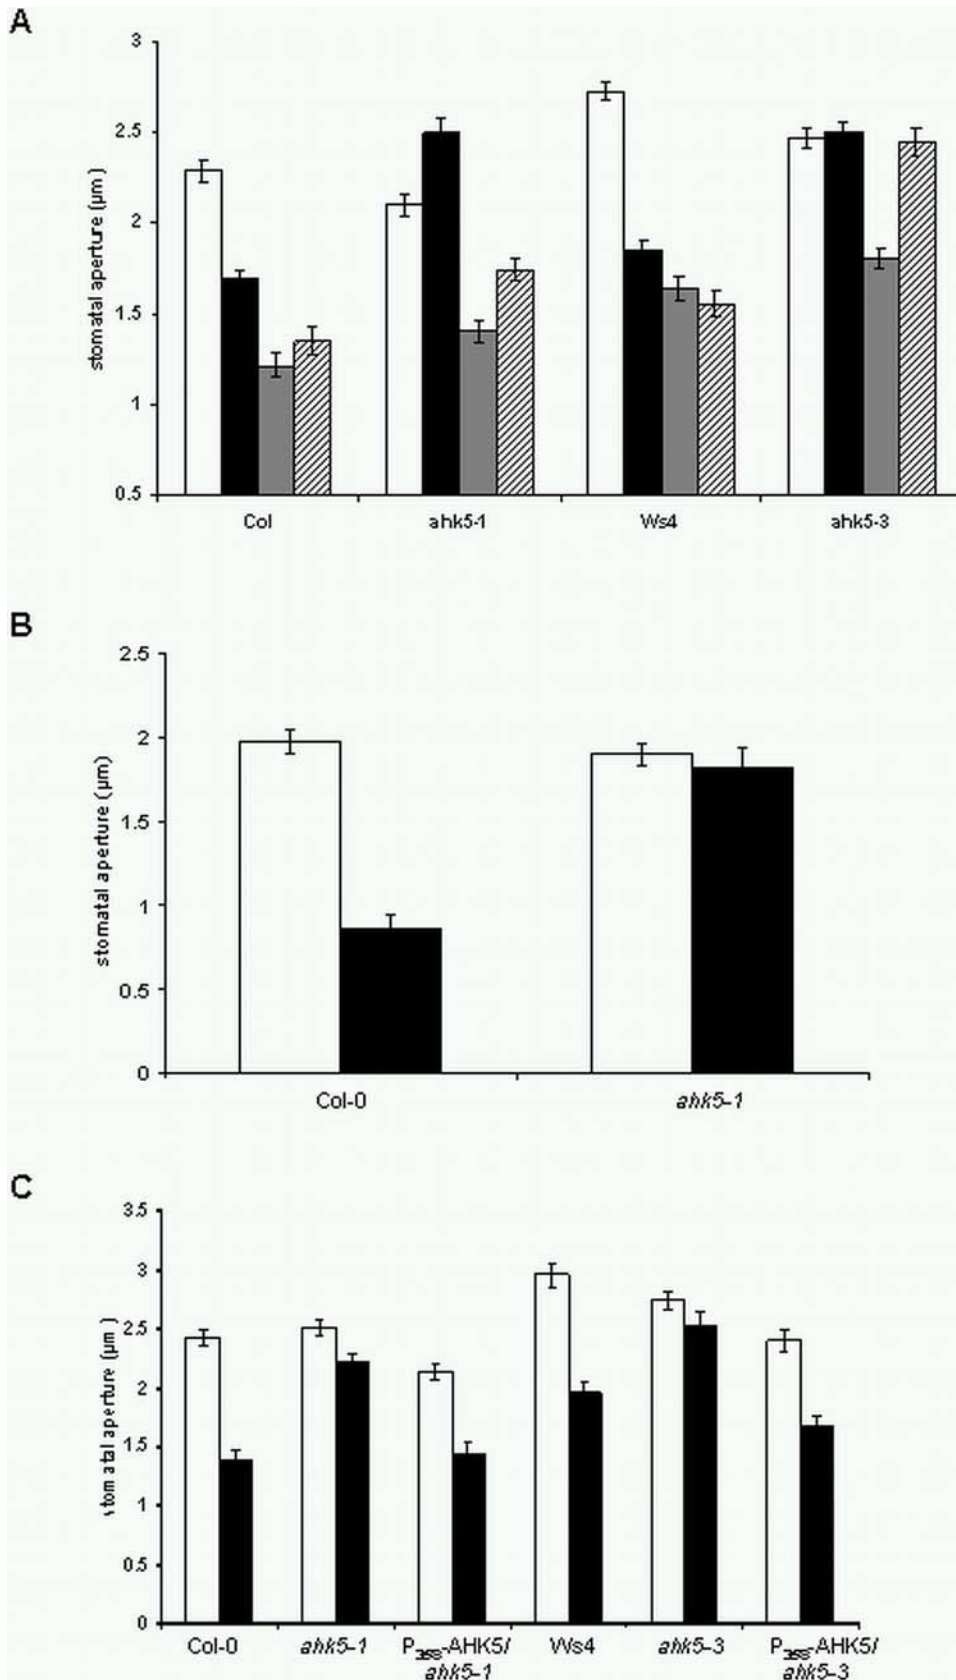 A
3
2.5
2
1.5
1
0.5
stomatal aperture (µm)
Col ahk5-1 Ws4 ahk5-3
B
2.5
2
1.5
1
0.5
0
stomatal aperture (µm)
Col-0 ahk5-1
C
3.5
3
2.5
2
1.5
1
0.5
0
stomatal aperture (µm)
Col-0 ahk5-1 P35S-AHK5/ Ws4 ahk5-3 P35S-AHK5/
ahk5-1 ahk5-3